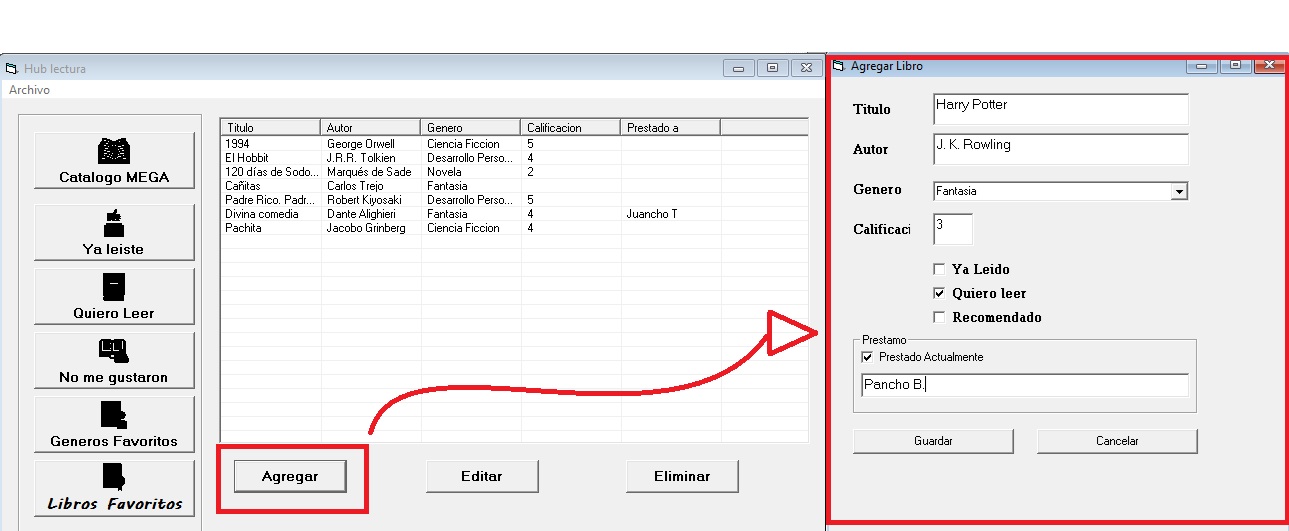 Hub lectura
Archivo
Catalogo MEGA
Ya leiste
Quiero Leer
No me gustaron
Generos Favoritos
Libros Favoritos
Titulo Autor Genero Calificacion Prestado a
1994 George Orwell Ciencia Ficcion 5
El Hobbit J.R.R. Tolkien Desarrollo Perso... 4
120 días de Sodo... Marqués de Sade Novela 2
Cañitas Carlos Trejo Fantasia
Padre Rico. Padr... Robert Kiyosaki Desarrollo Perso... 5
Divina comedia Dante Alighieri Fantasia 4 Juancho T
Pachita Jacobo Grinberg Ciencia Ficcion 4
Agregar Editar Eliminar
Agregar Libro
Titulo Harry Potter
Autor J. K. Rowling
Genero Fantasia
Calificaci 3
Ya Leido
Quiero leer
Recomendado
Prestamo
Prestado Actualmente
Pancho B.
Guardar Cancelar